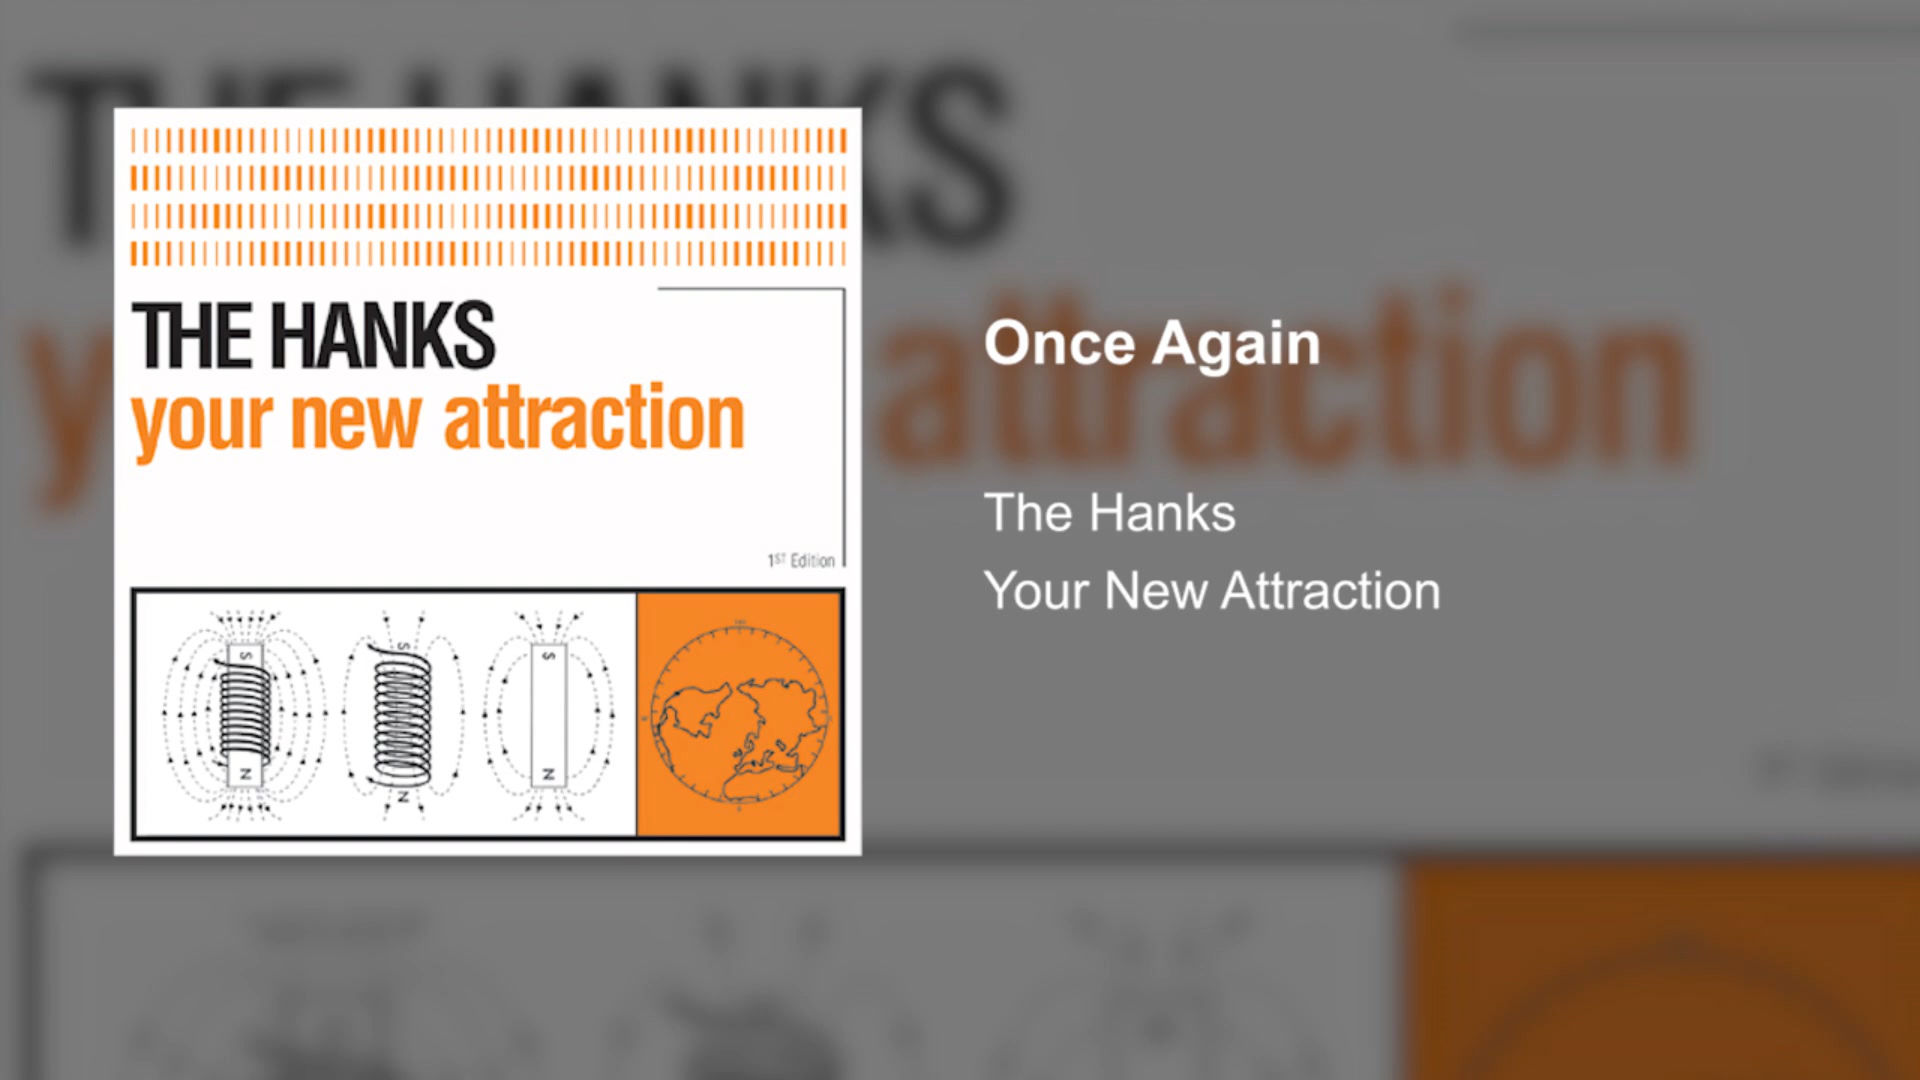 THE HANKS
your new attraction
1ST Edition
S
N
S
N
S
N
Once Again
The Hanks
Your New Attraction